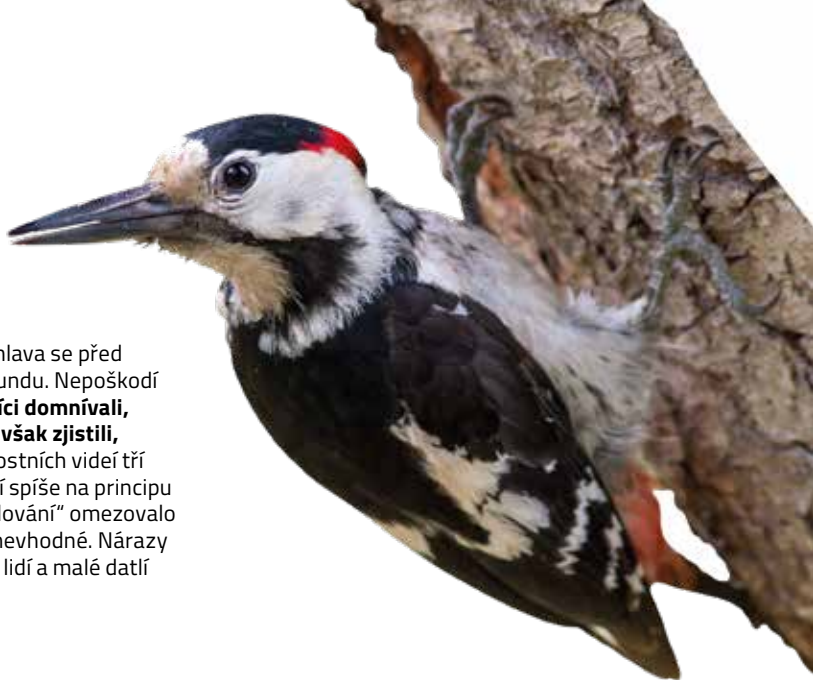 hlava se před
undu. Nepoškodí
íci domnívali,
však zjistili,
ostních videí tří
í spíše na principu
lování“ omezovalo
nevhodné. Nárazy
lidí a malé datlí